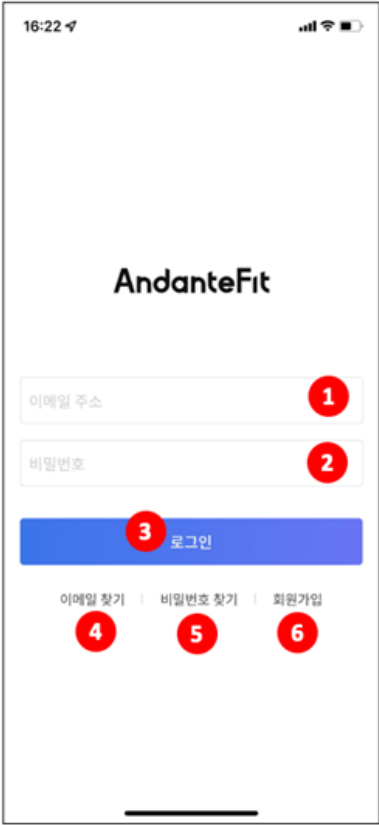 16:22
AndanteFit
이메일 주소 1
비밀번호 2
3 로그인
이메일 찾기 | 비밀번호 찾기 | 회원가입
4 5 6